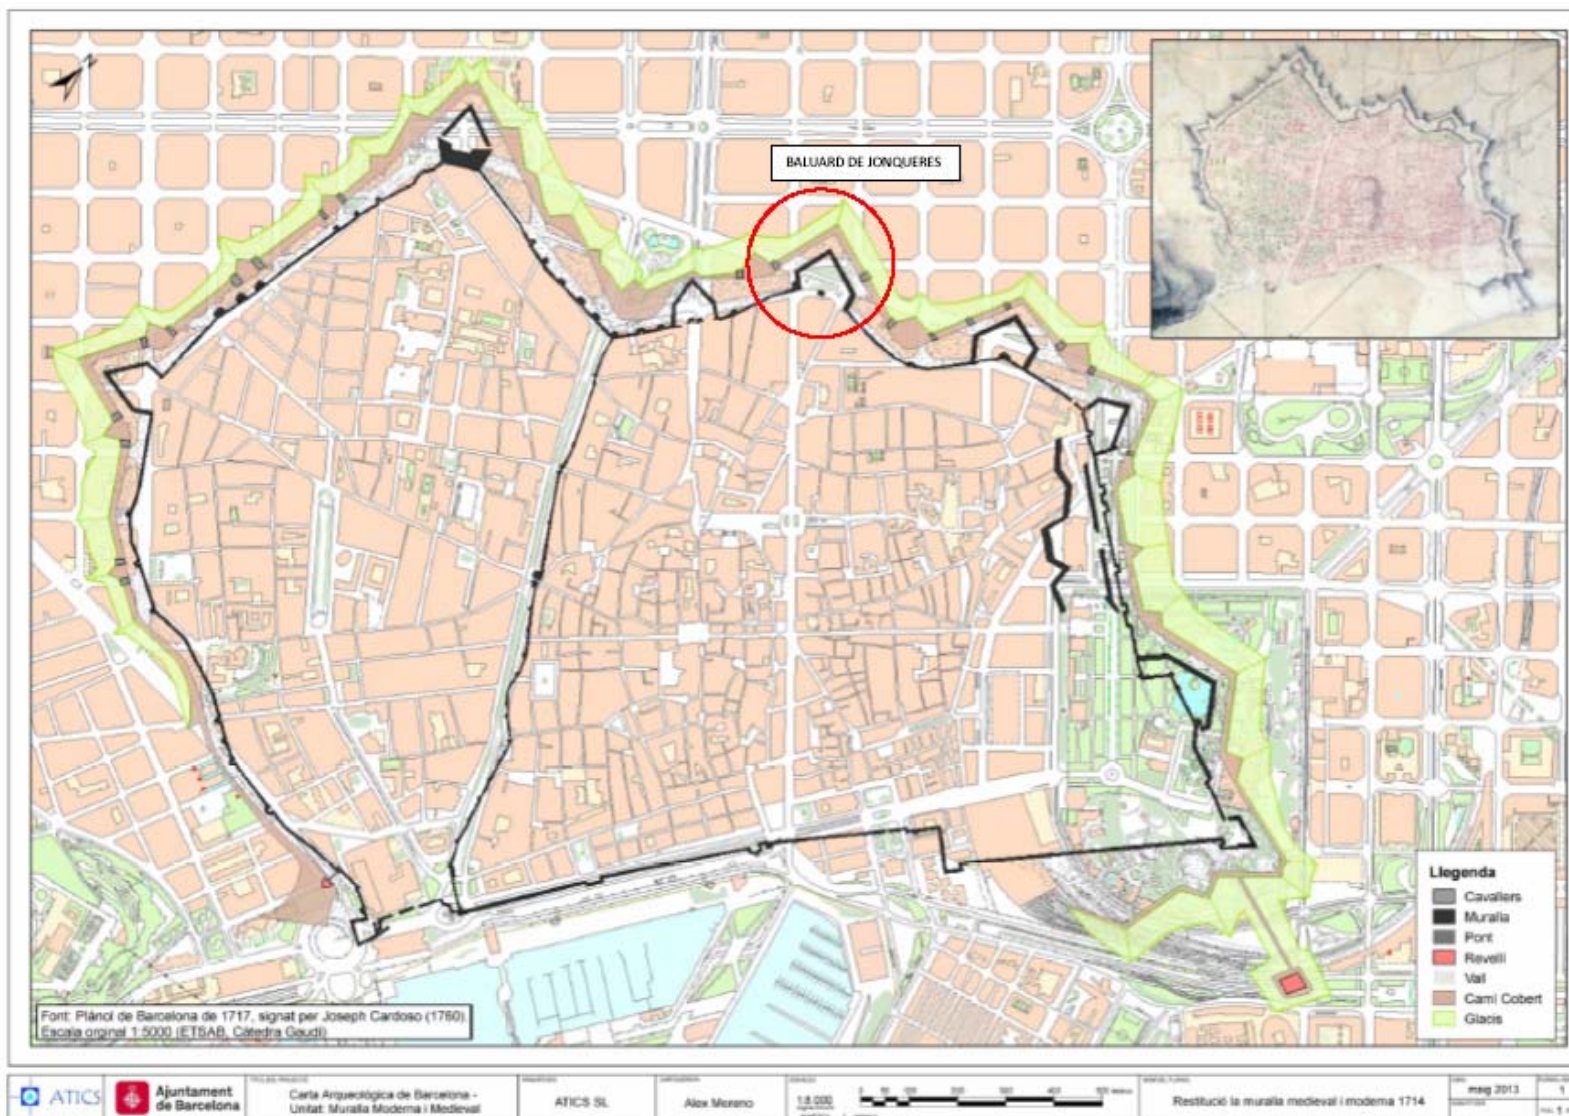 N
BALUARD DE JONQUERES
Llegenda
Cavallers
Muralla
Pont
Revellí
Vall
Camí Cobert
Glacis
Font: Plànol de Barcelona de 1717, signat per Joseph Cardoso (1760).
Escala orginal 1:5000 (ETSAB, Càtedra Gaudí)
ATICS
Ajuntament
de Barcelona
Carta Arqueològica de Barcelona -
Unitat: Muralla Moderna i Medieval
ATICS SL
Alex Moreno
1:8.000
Restitució la muralla medieval i moderna 1714
maig 2013
1